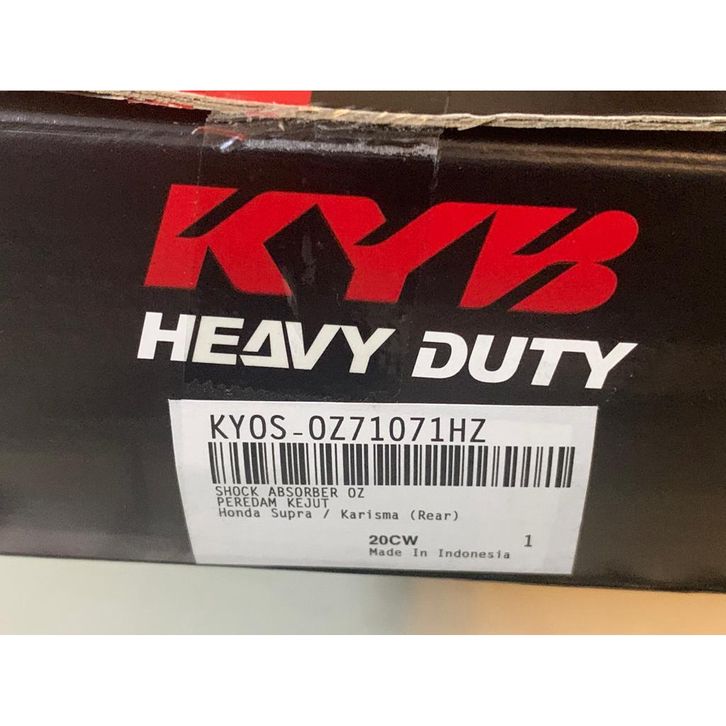 KYB
HEAVY DUTY
KYOS-OZ71071HZ
SHOCK ABSORBER OZ
PEREDAM KEJUT
Honda Supra / Karisma (Rear)
20CW 1
Made In Indonesia